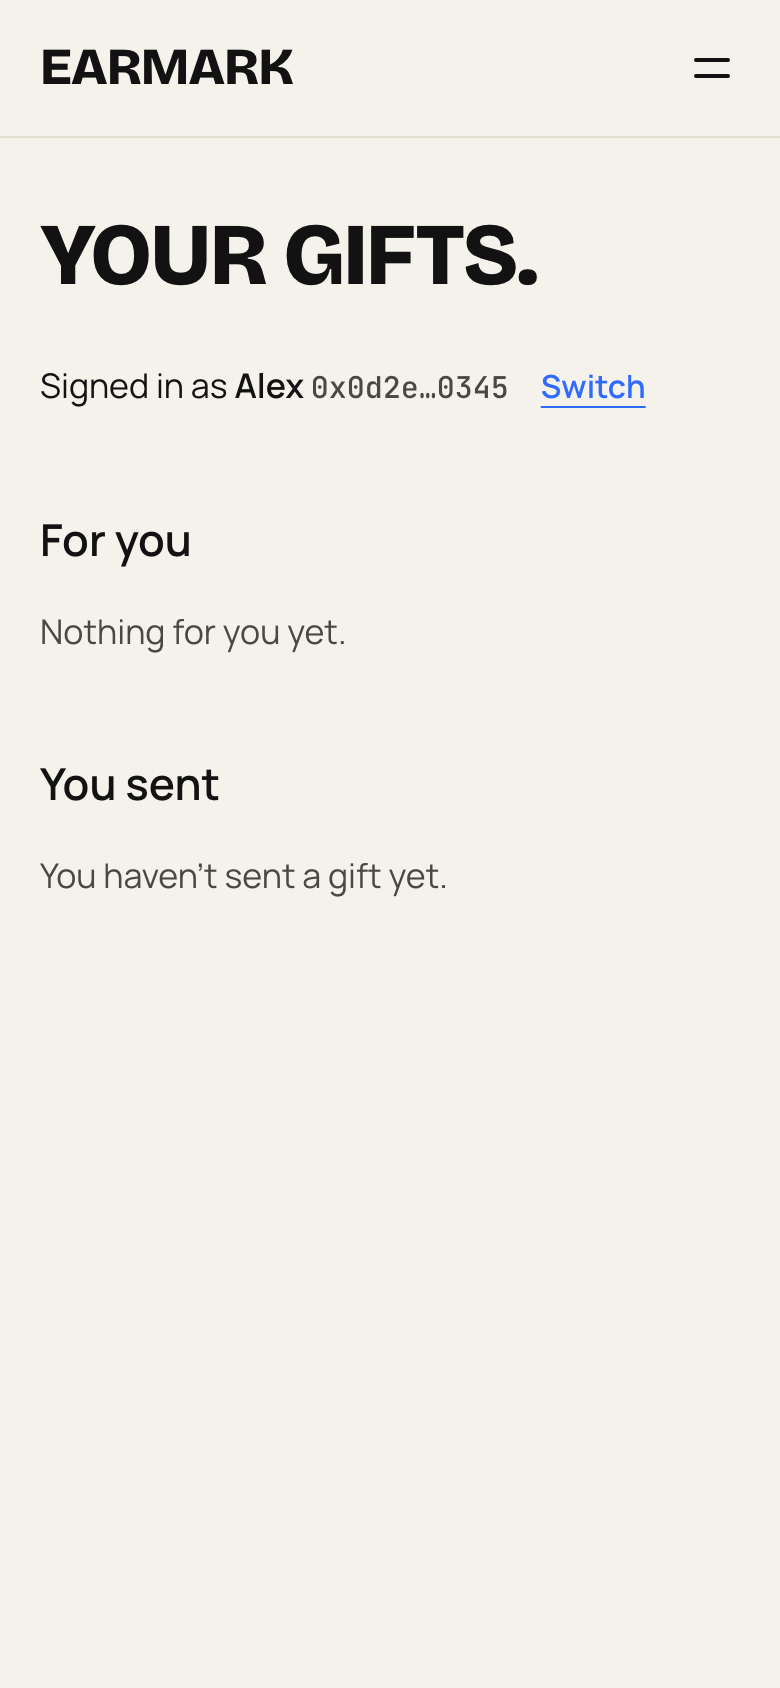 EARMARK
YOUR GIFTS.
Signed in as Alex 0x0d2e…0345 Switch
For you
Nothing for you yet.
You sent
You haven’t sent a gift yet.